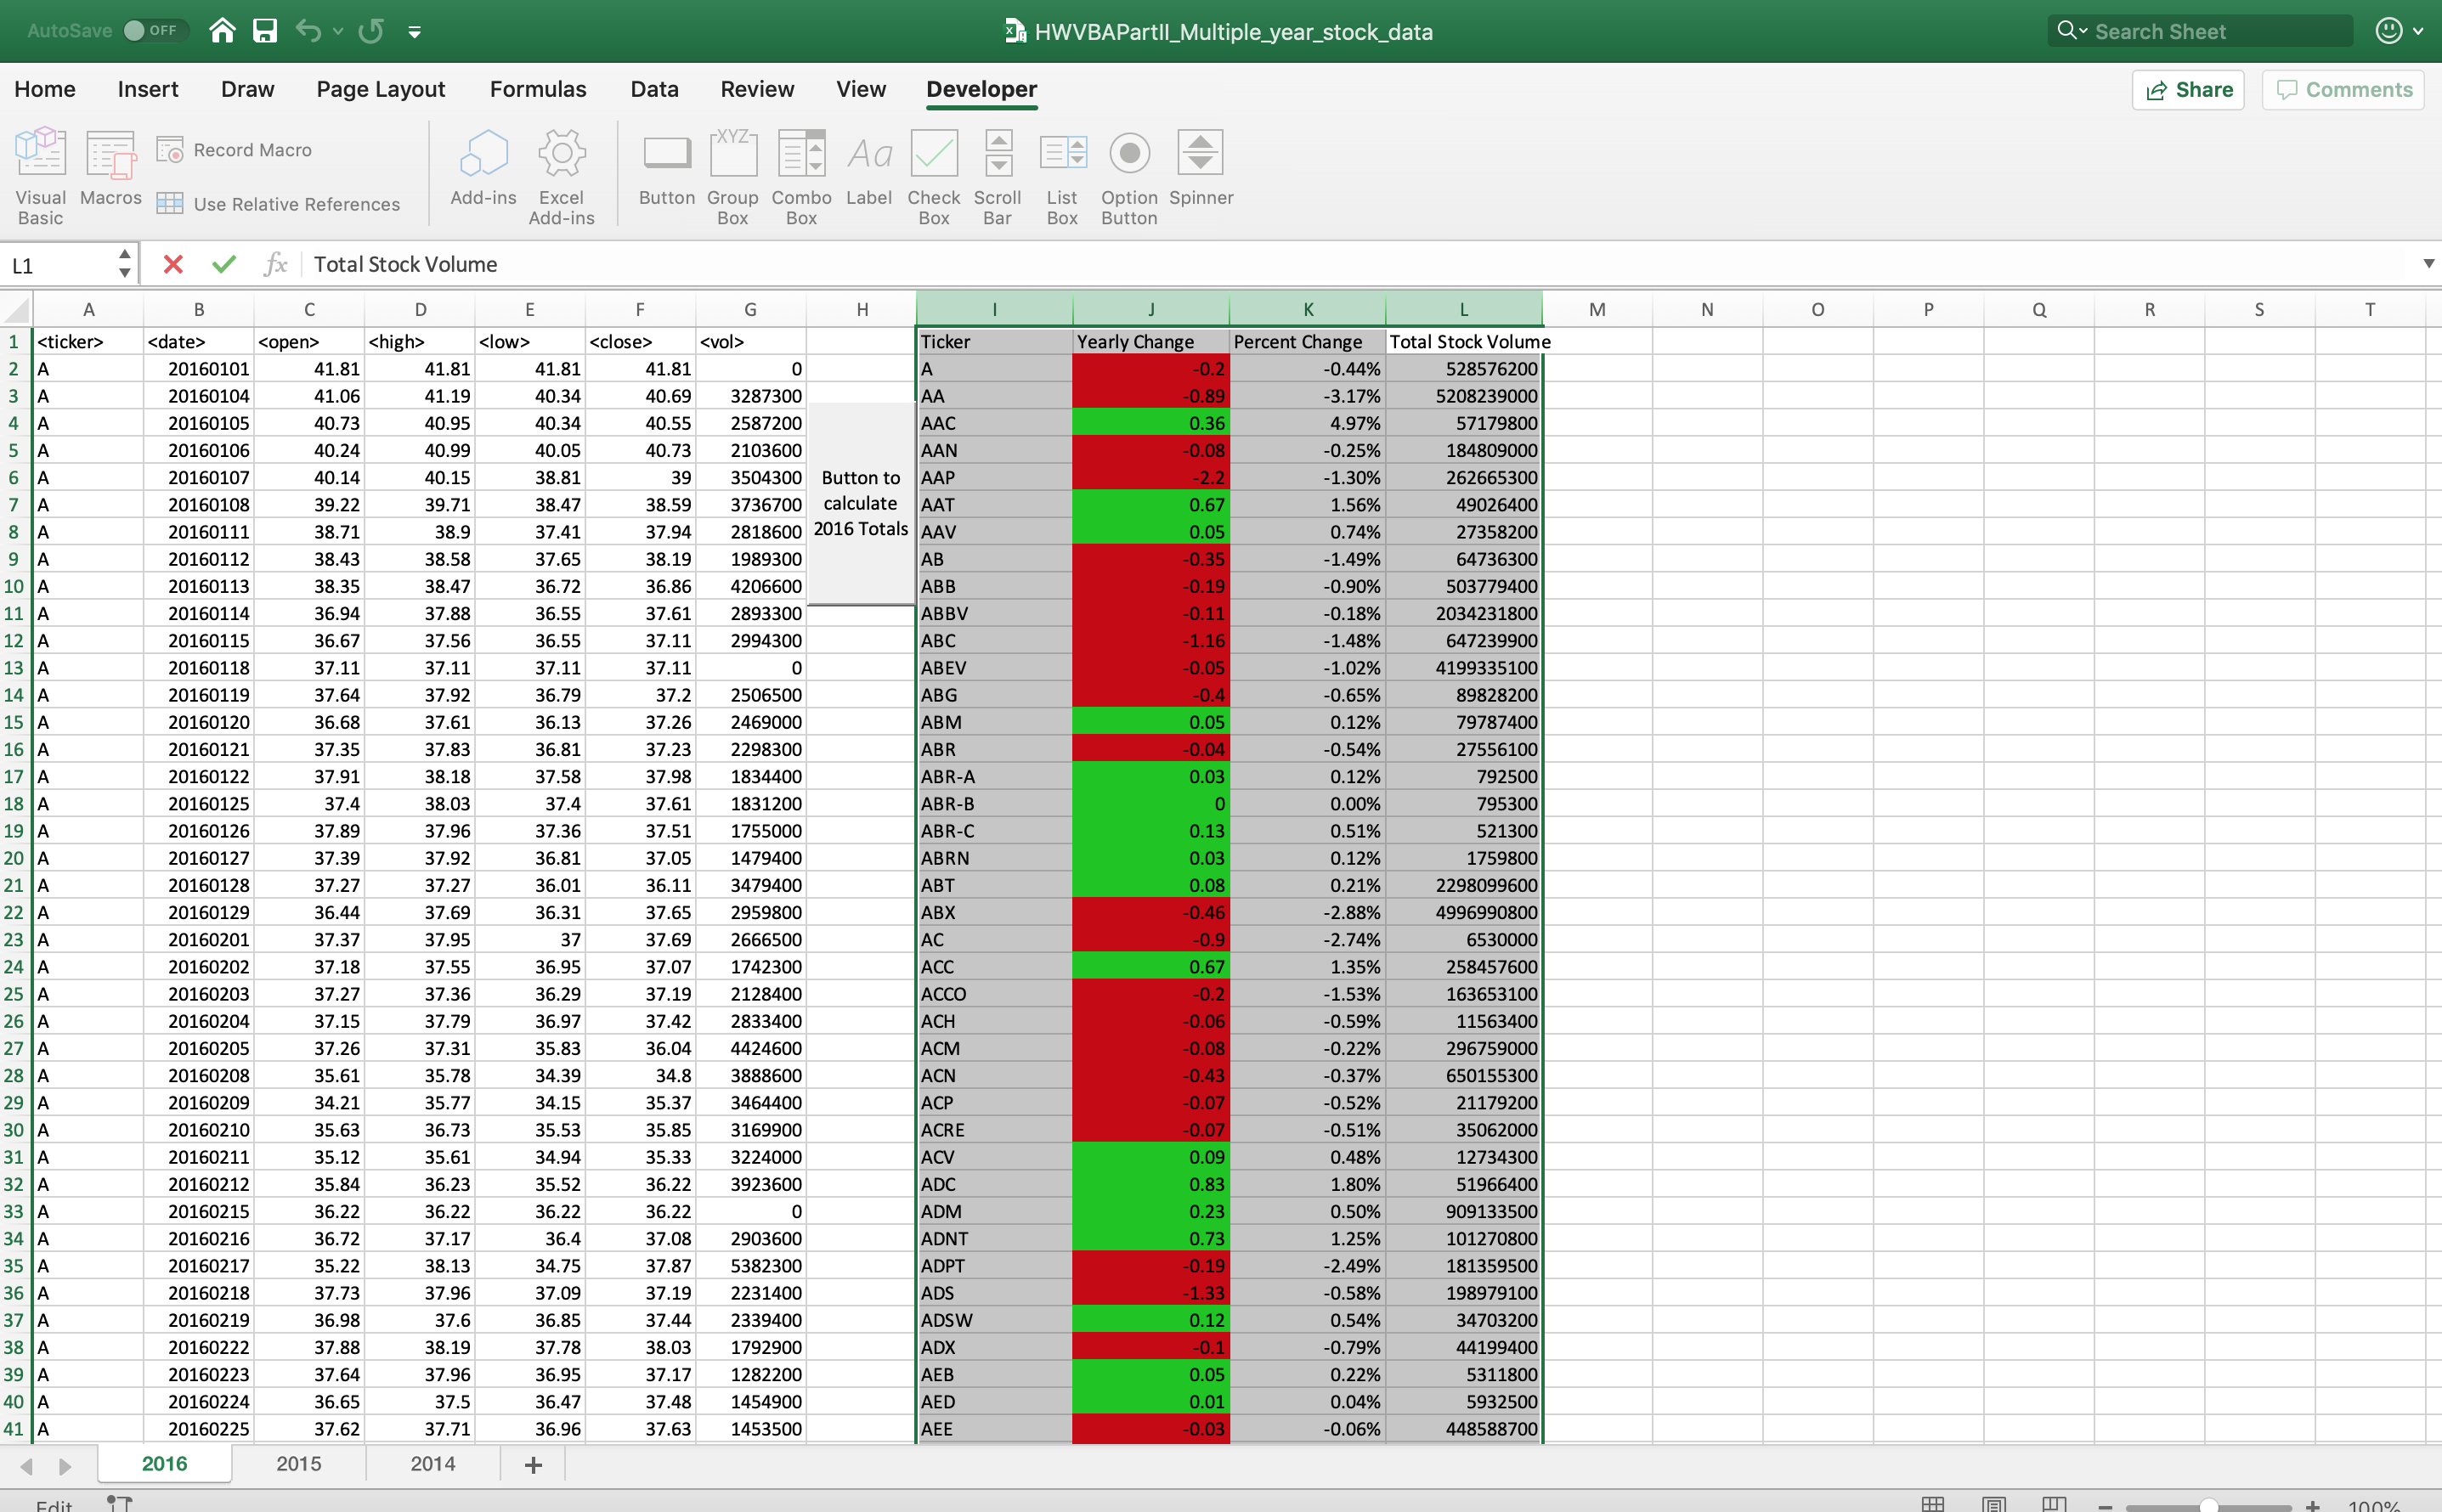 AutoSave OFF HWVBAPartII_Multiple_year_stock_data Search Sheet
Home Insert Draw Page Layout Formulas Data Review View Developer Share Comments
Visual Basic Macros Record Macro Use Relative References Add-ins Excel Add-ins Button Group Box Combo Box Label Check Box Scroll Bar List Box Option Button Spinner
XYZ Aa
L1 fx Total Stock Volume
A B C D E F G H I J K L M N O P Q R S T
1 <ticker> <date> <open> <high> <low> <close> <vol> Ticker Yearly Change Percent Change Total Stock Volume
2 A 20160101 41.81 41.81 41.81 41.81 0 A -0.2 -0.44% 528576200
3 A 20160104 41.06 41.19 40.34 40.69 3287300 AA -0.89 -3.17% 5208239000
4 A 20160105 40.73 40.95 40.34 40.55 2587200 AAC 0.36 4.97% 57179800
5 A 20160106 40.24 40.99 40.05 40.73 2103600 AAN -0.08 -0.25% 184809000
6 A 20160107 40.14 40.15 38.81 39 3504300 Button to AAP -2.2 -1.30% 262665300
7 A 20160108 39.22 39.71 38.47 38.59 3736700 calculate AAT 0.67 1.56% 49026400
8 A 20160111 38.71 38.9 37.41 37.94 2818600 2016 Totals AAV 0.05 0.74% 27358200
9 A 20160112 38.43 38.58 37.65 38.19 1989300 AB -0.35 -1.49% 64736300
10 A 20160113 38.35 38.47 36.72 36.86 4206600 ABB -0.19 -0.90% 503779400
11 A 20160114 36.94 37.88 36.55 37.61 2893300 ABBV -0.11 -0.18% 2034231800
12 A 20160115 36.67 37.56 36.55 37.11 2994300 ABC -1.16 -1.48% 647239900
13 A 20160118 37.11 37.11 37.11 37.11 0 ABEV -0.05 -1.02% 4199335100
14 A 20160119 37.64 37.92 36.79 37.2 2506500 ABG -0.4 -0.65% 89828200
15 A 20160120 36.68 37.61 36.13 37.26 2469000 ABM 0.05 0.12% 79787400
16 A 20160121 37.35 37.83 36.81 37.23 2298300 ABR -0.04 -0.54% 27556100
17 A 20160122 37.91 38.18 37.58 37.98 1834400 ABR-A 0.03 0.12% 792500
18 A 20160125 37.4 38.03 37.4 37.61 1831200 ABR-B 0 0.00% 795300
19 A 20160126 37.89 37.96 37.36 37.51 1755000 ABR-C 0.13 0.51% 521300
20 A 20160127 37.39 37.92 36.81 37.05 1479400 ABRN 0.03 0.12% 1759800
21 A 20160128 37.27 37.27 36.01 36.11 3479400 ABT 0.08 0.21% 2298099600
22 A 20160129 36.44 37.69 36.31 37.65 2959800 ABX -0.46 -2.88% 4996990800
23 A 20160201 37.37 37.95 37 37.69 2666500 AC -0.9 -2.74% 6530000
24 A 20160202 37.18 37.55 36.95 37.07 1742300 ACC 0.67 1.35% 258457600
25 A 20160203 37.27 37.36 36.29 37.19 2128400 ACCO -0.2 -1.53% 163653100
26 A 20160204 37.15 37.79 36.97 37.42 2833400 ACH -0.06 -0.59% 11563400
27 A 20160205 37.26 37.31 35.83 36.04 4424600 ACM -0.08 -0.22% 296759000
28 A 20160208 35.61 35.78 34.39 34.8 3888600 ACN -0.43 -0.37% 650155300
29 A 20160209 34.21 35.77 34.15 35.37 3464400 ACP -0.07 -0.52% 21179200
30 A 20160210 35.63 36.73 35.53 35.85 3169900 ACRE -0.07 -0.51% 35062000
31 A 20160211 35.12 35.61 34.94 35.33 3224000 ACV 0.09 0.48% 12734300
32 A 20160212 35.84 36.23 35.52 36.22 3923600 ADC 0.83 1.80% 51966400
33 A 20160215 36.22 36.22 36.22 36.22 0 ADM 0.23 0.50% 909133500
34 A 20160216 36.72 37.17 36.4 37.08 2903600 ADNT 0.73 1.25% 101270800
35 A 20160217 35.22 38.13 34.75 37.87 5382300 ADPT -0.19 -2.49% 181359500
36 A 20160218 37.73 37.96 37.09 37.19 2231400 ADS -1.33 -0.58% 198979100
37 A 20160219 36.98 37.6 36.85 37.44 2339400 ADSW 0.12 0.54% 34703200
38 A 20160222 37.88 38.19 37.78 38.03 1792900 ADX -0.1 -0.79% 44199400
39 A 20160223 37.64 37.96 36.95 37.17 1282200 AEB 0.05 0.22% 5311800
40 A 20160224 36.65 37.5 36.47 37.48 1454900 AED 0.01 0.04% 5932500
41 A 20160225 37.62 37.71 36.96 37.63 1453500 AEE -0.03 -0.06% 448588700
2016 2015 2014 +
Edit 100%